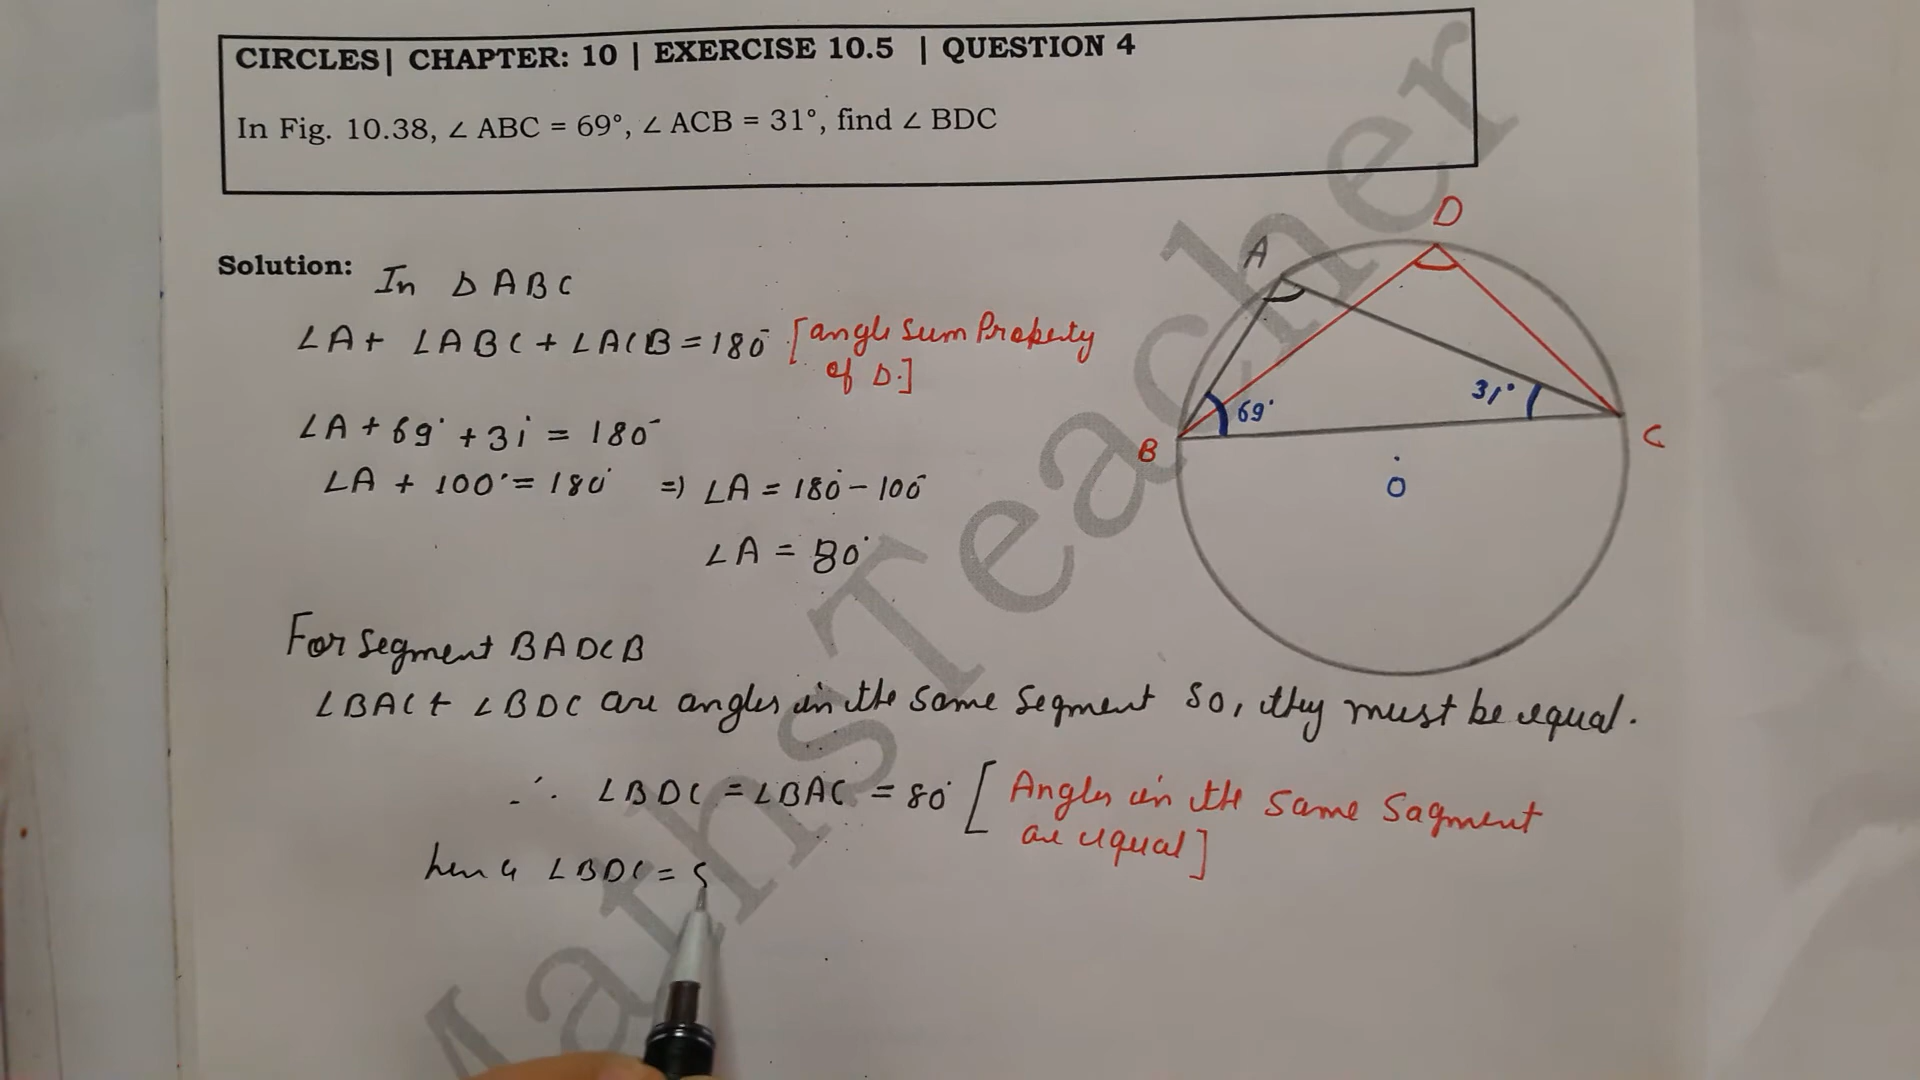 CIRCLES| CHAPTER: 10 | EXERCISE 10.5 | QUESTION 4
In Fig. 10.38, ∠ ABC = 69°, ∠ ACB = 31°, find ∠ BDC
Solution: In Δ ABC
∠A + ∠ABC + ∠ACB = 180° [angle Sum Property
of Δ.]
∠A + 69° + 31° = 180°
∠A + 100° = 180° => ∠A = 180° - 100°
∠A = 80°
For Segment BADCB
∠BAC + ∠BDC are angles in the Same Segment So, they must be equal.
∴ ∠BDC = ∠BAC = 80° [Angles in the Same Sagment
are equal]
hence ∠BDC =
D
A
69°
31°
B
C
O
Maths Teacher